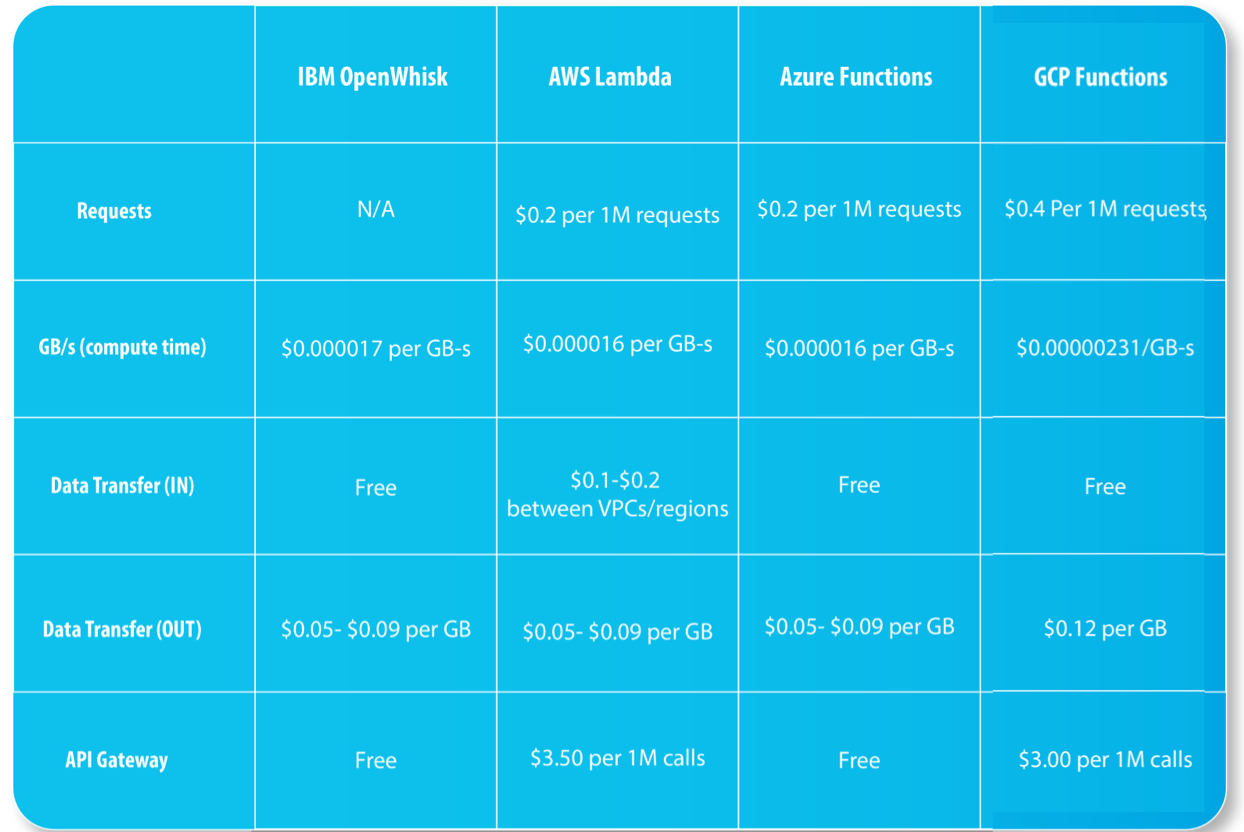 IBM OpenWhisk AWS Lambda Azure Functions GCP Functions
Requests N/A $0.2 per 1M requests $0.2 per 1M requests $0.4 Per 1M requests
GB/s (compute time) $0.000017 per GB-s $0.000016 per GB-s $0.000016 per GB-s $0.00000231/GB-s
Data Transfer (IN) Free $0.1-$0.2
between VPCs/regions Free Free
Data Transfer (OUT) $0.05- $0.09 per GB $0.05- $0.09 per GB $0.05- $0.09 per GB $0.12 per GB
API Gateway Free $3.50 per 1M calls Free $3.00 per 1M calls